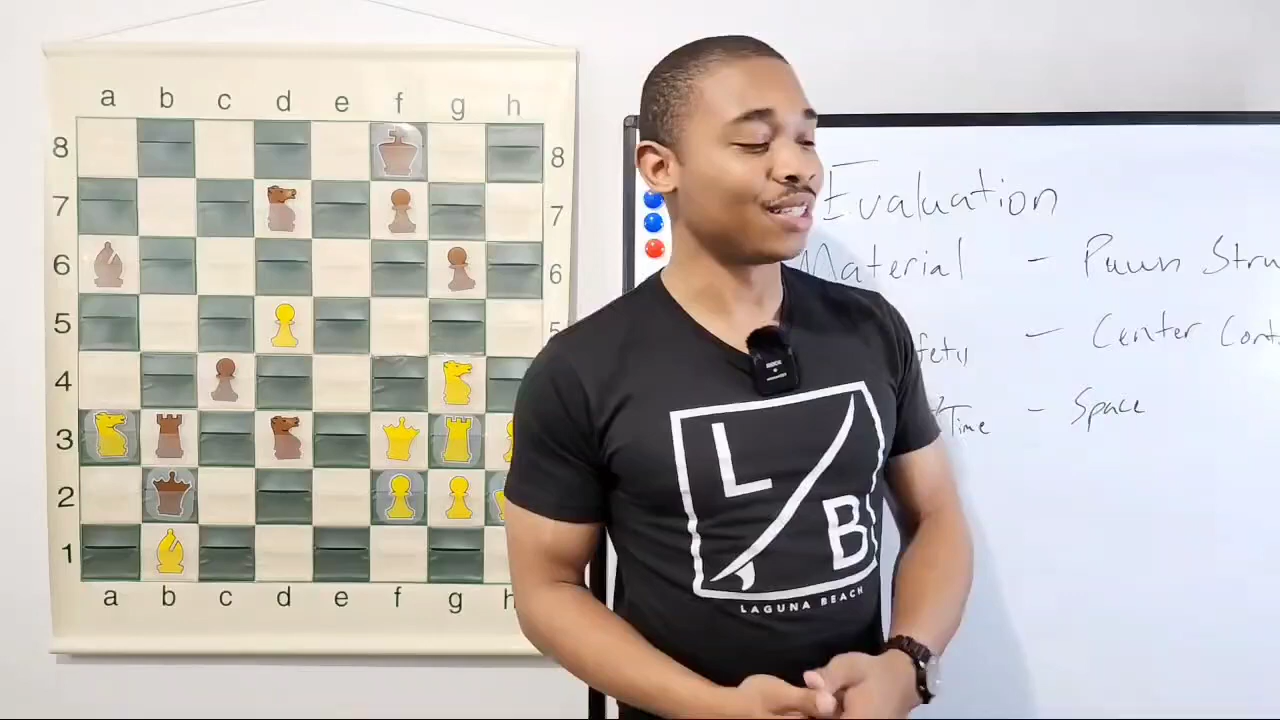 a b c d e f g h
8 8
7 7
6 6
5 5
4
3
2
1
a b c d e f g h
Evaluation
Material - Pawn Stru
fety - Center Cont
Time - Space
L
B
LAGUNA BEACH